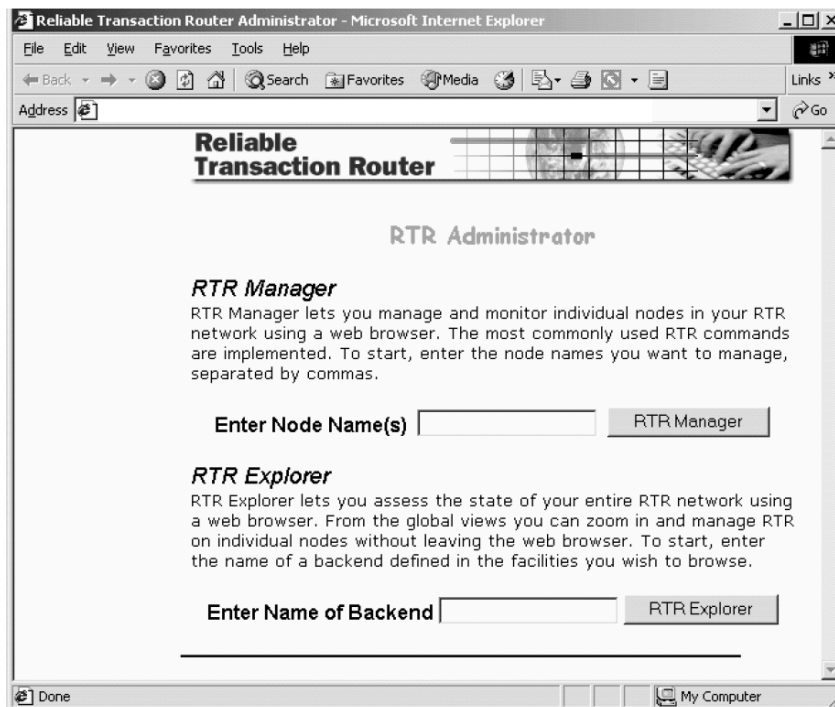 Reliable Transaction Router Administrator - Microsoft Internet Explorer
File Edit View Favorites Tools Help
Back Search Favorites Media Links »
Address Go
Reliable
Transaction Router
RTR Administrator
RTR Manager
RTR Manager lets you manage and monitor individual nodes in your RTR
network using a web browser. The most commonly used RTR commands
are implemented. To start, enter the node names you want to manage,
separated by commas.
Enter Node Name(s) RTR Manager
RTR Explorer
RTR Explorer lets you assess the state of your entire RTR network using
a web browser. From the global views you can zoom in and manage RTR
on individual nodes without leaving the web browser. To start, enter
the name of a backend defined in the facilities you wish to browse.
Enter Name of Backend RTR Explorer
Done My Computer